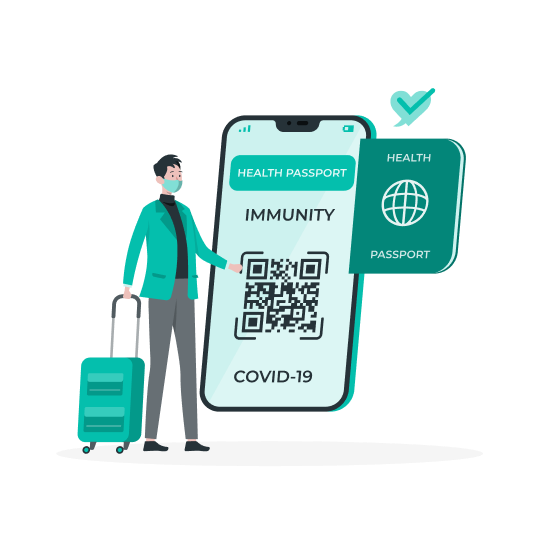 HEALTH PASSPORT
IMMUNITY
COVID-19
HEALTH
PASSPORT